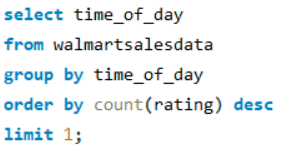 select time_of_day
from walmartsalesdata
group by time_of_day
order by count(rating) desc
limit 1;